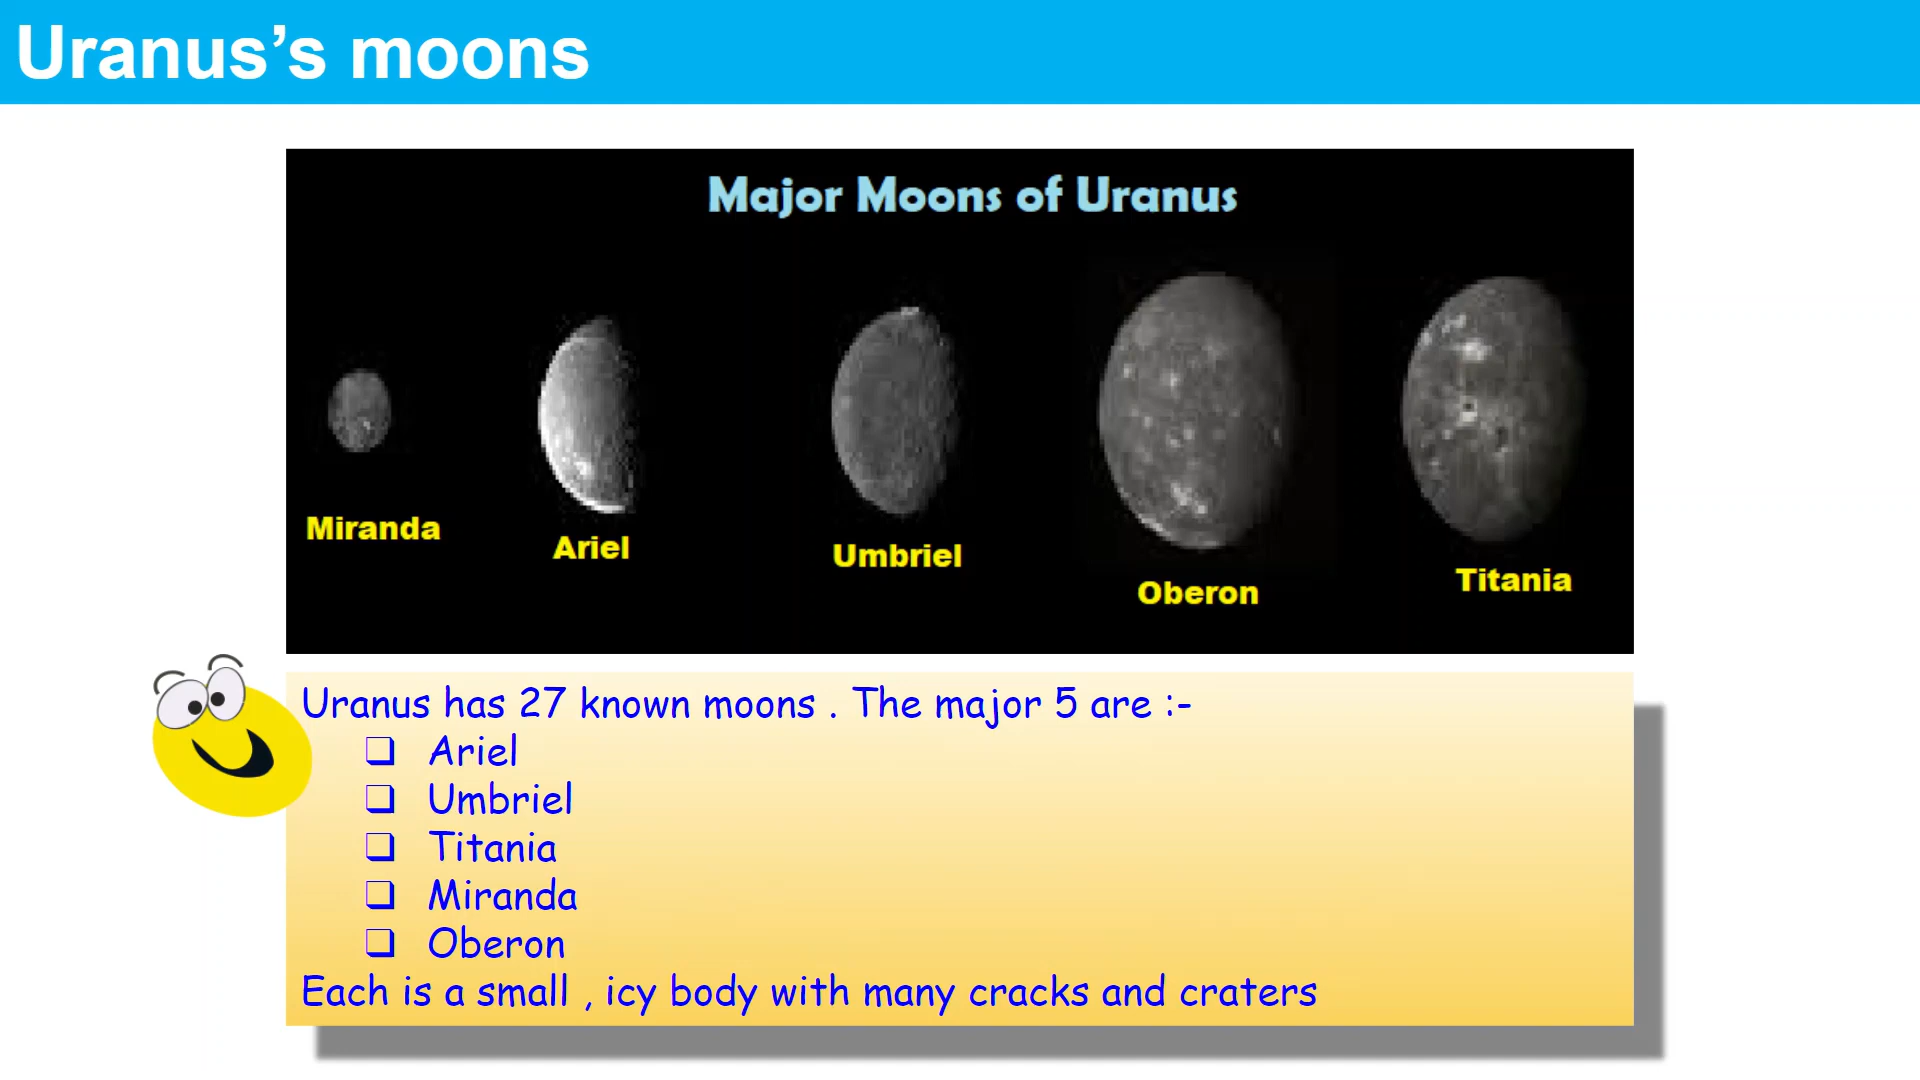 Uranus’s moons
Major Moons of Uranus
Miranda
Ariel
Umbriel
Oberon
Titania
Uranus has 27 known moons . The major 5 are :-
❑ Ariel
❑ Umbriel
❑ Titania
❑ Miranda
❑ Oberon
Each is a small , icy body with many cracks and craters